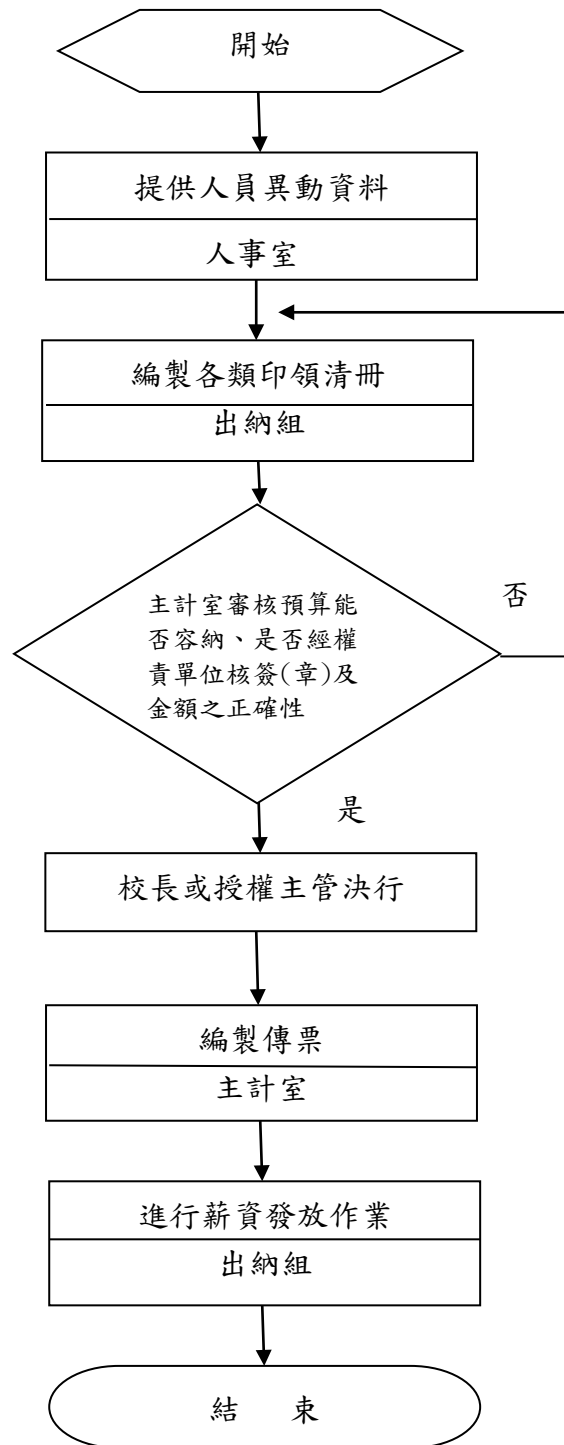 開始
提供人員異動資料
人事室
編製各類印領清冊
出納組
主計室審核預算能
否容納、是否經權
責單位核簽(章)及
金額之正確性
否
是
校長或授權主管決行
編製傳票
主計室
進行薪資發放作業
出納組
結 束